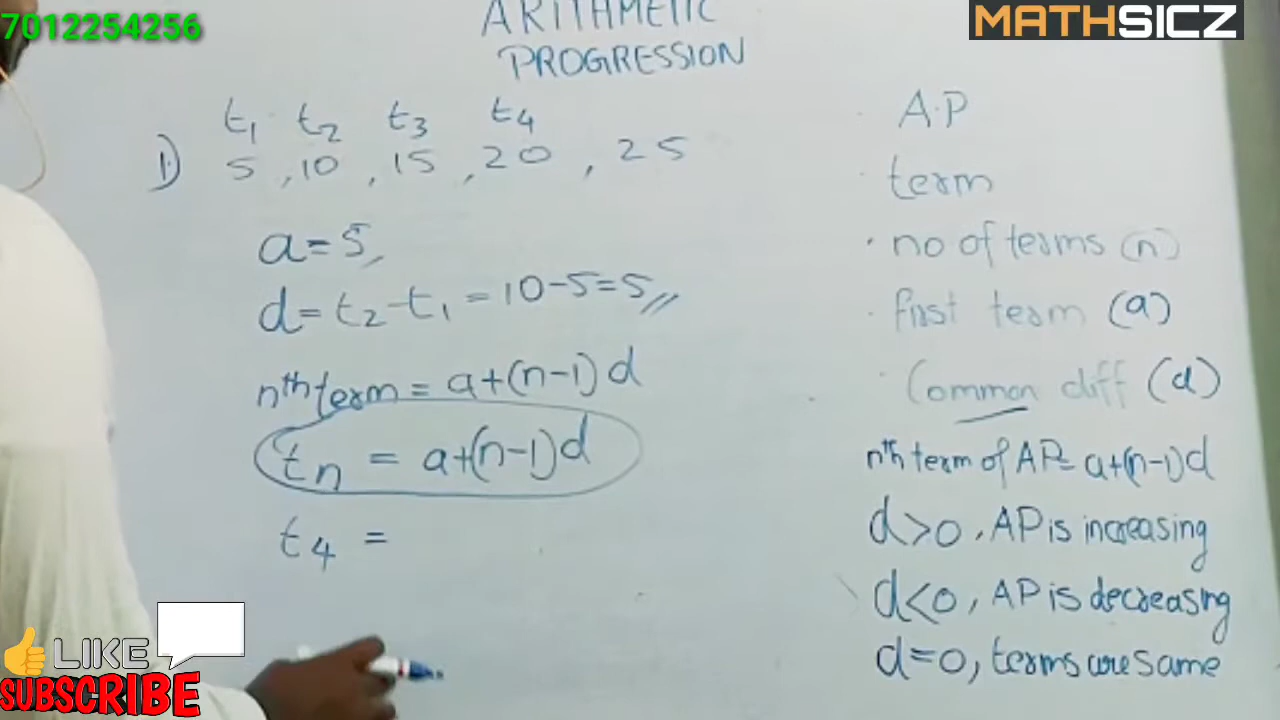 7012254256
MATHSICZ
ARITHMETIC
PROGRESSION
t1 t2 t3 t4
1) 5 , 10 , 15 , 20 , 25
a = 5,
d = t2 - t1 = 10 - 5 = 5,,
nth term = a+(n-1)d
tn = a+(n-1)d
t4 =
A.P
term
· no of terms (n)
· first term (a)
· Common diff (d)
nth term of AP = a+(n-1)d
d>0, AP is increasing
d<0, AP is decreasing
d=0, terms are same
LIKE
SUBSCRIBE